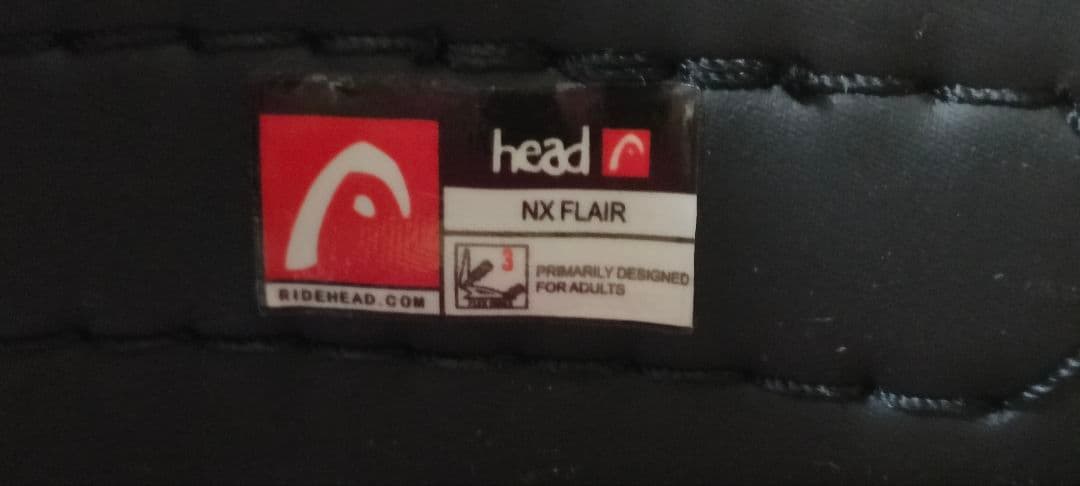 head
NX FLAIR
3
PRIMARILY DESIGNED
FOR ADULTS
RIDEHEAD.COM